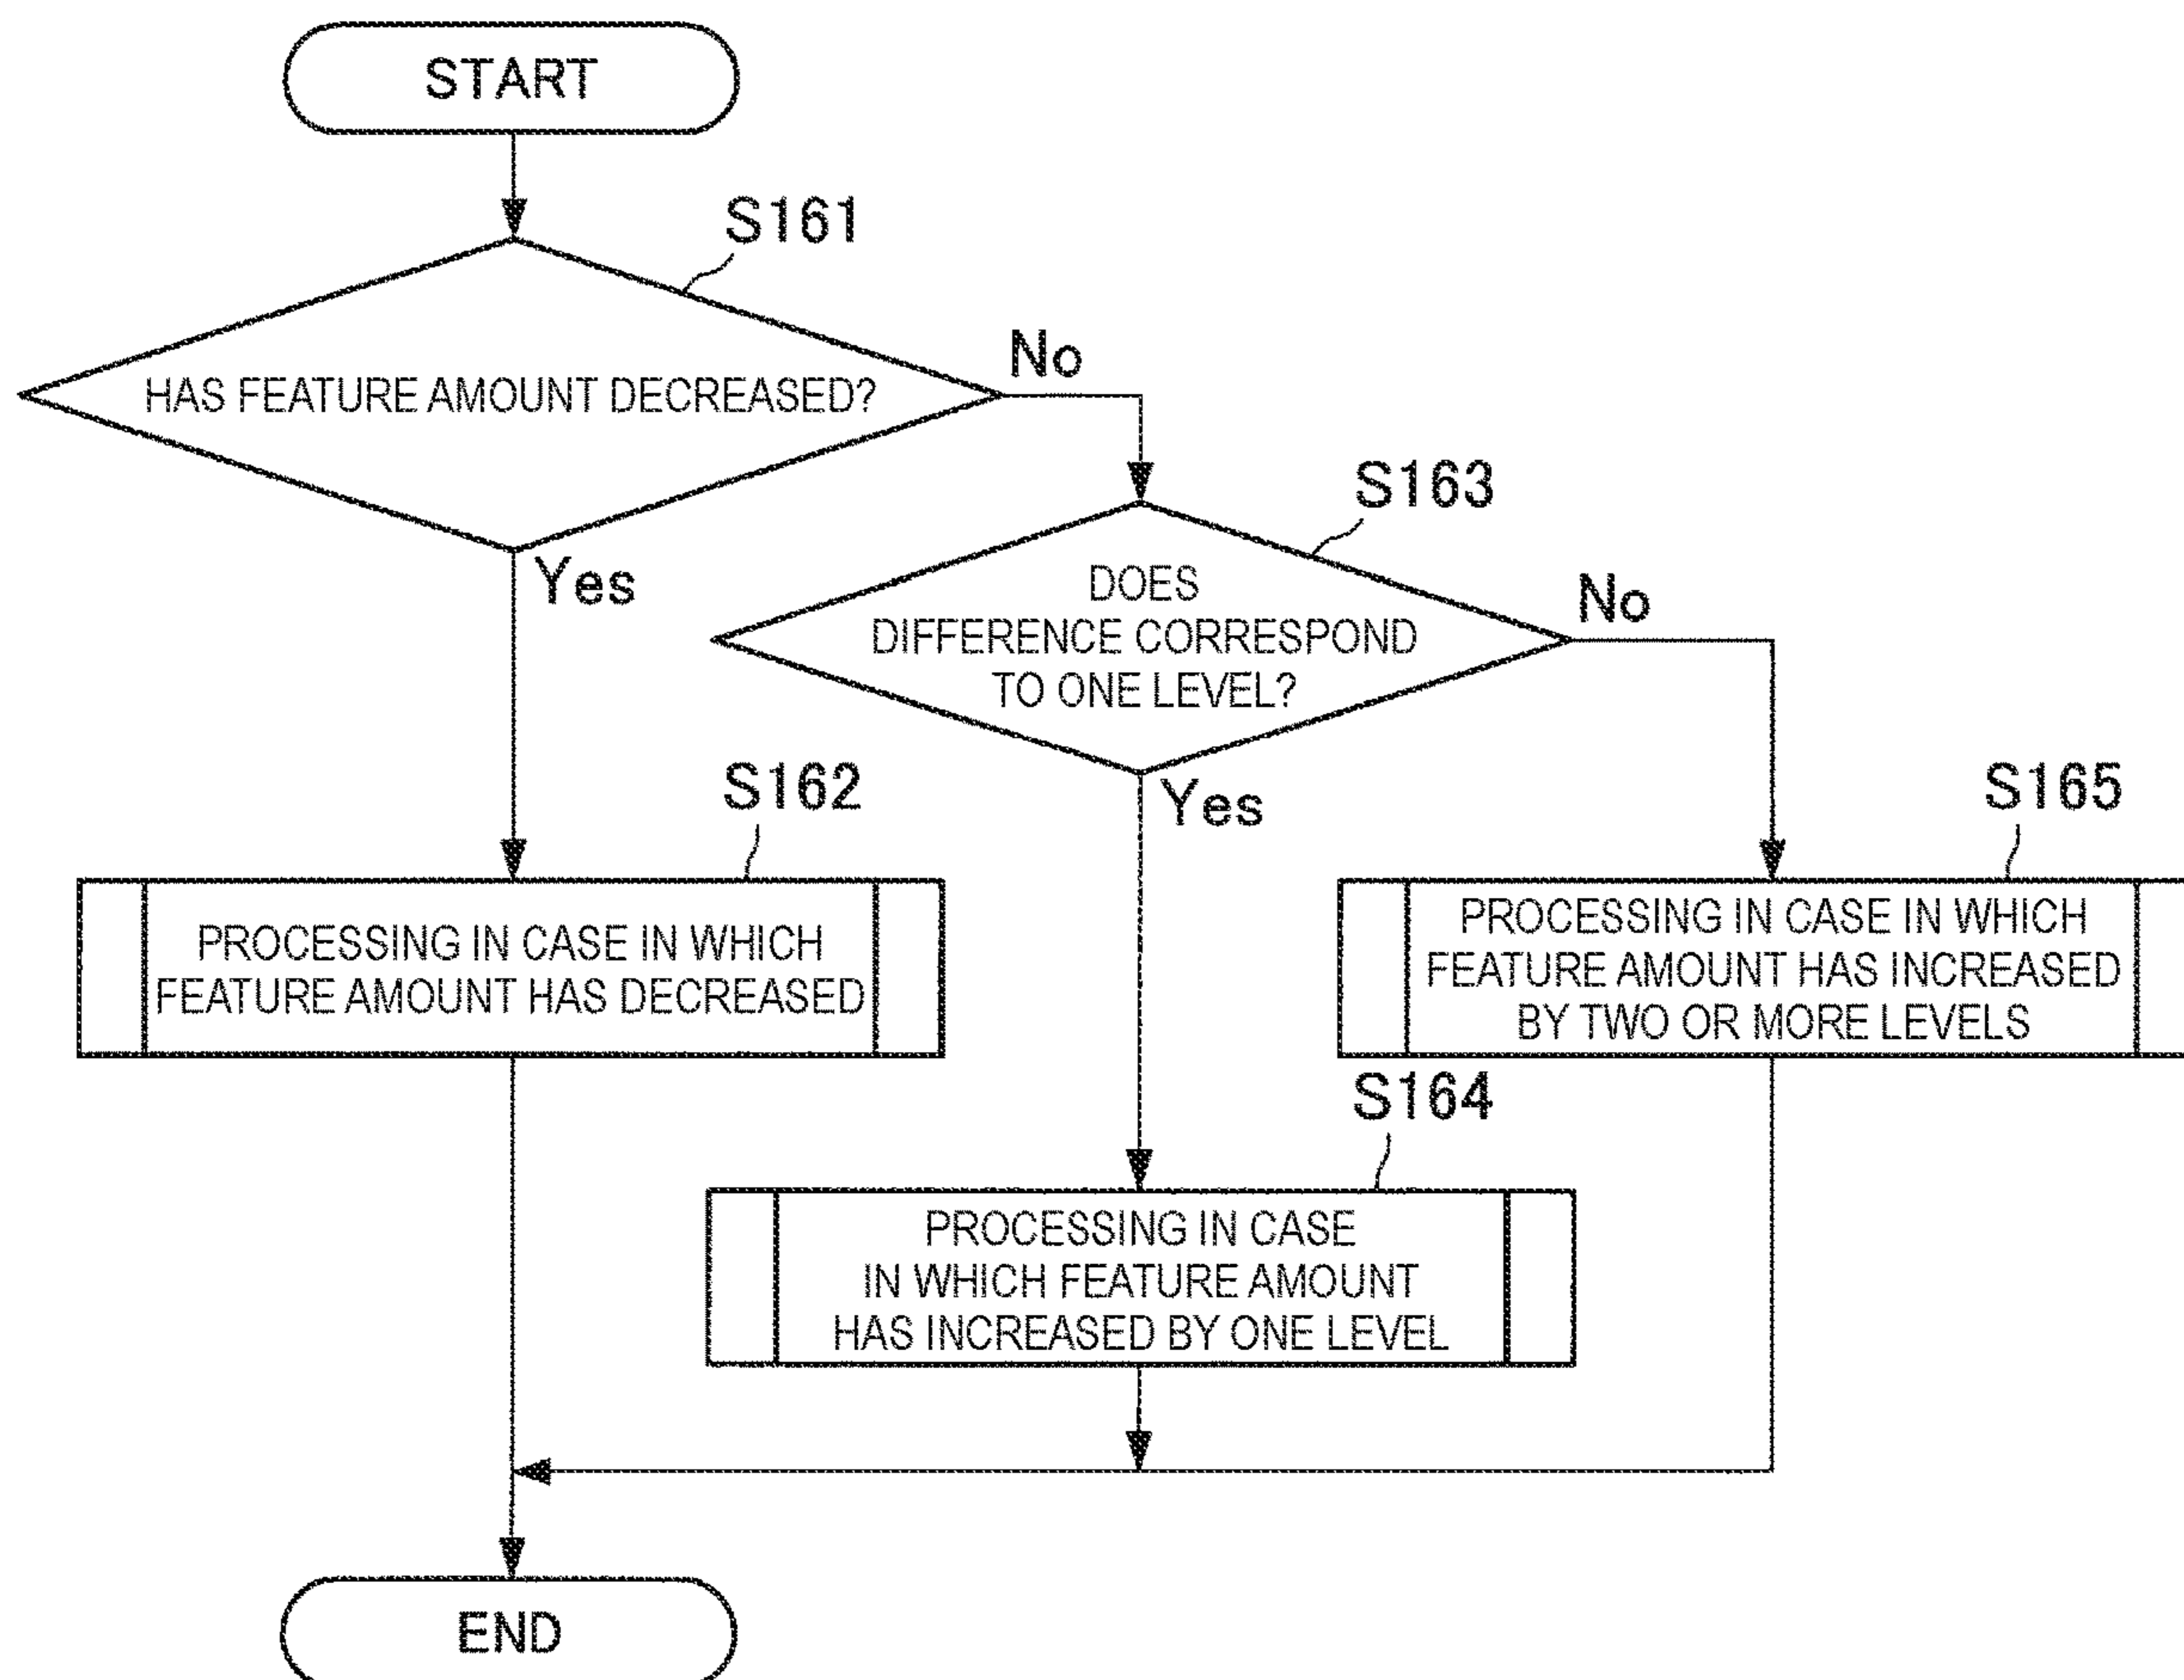 START
S161
HAS FEATURE AMOUNT DECREASED?
No
Yes
S163
DOES
DIFFERENCE CORRESPOND
TO ONE LEVEL?
No
Yes
S162
PROCESSING IN CASE IN WHICH
FEATURE AMOUNT HAS DECREASED
S165
PROCESSING IN CASE IN WHICH
FEATURE AMOUNT HAS INCREASED
BY TWO OR MORE LEVELS
S164
PROCESSING IN CASE
IN WHICH FEATURE AMOUNT
HAS INCREASED BY ONE LEVEL
END